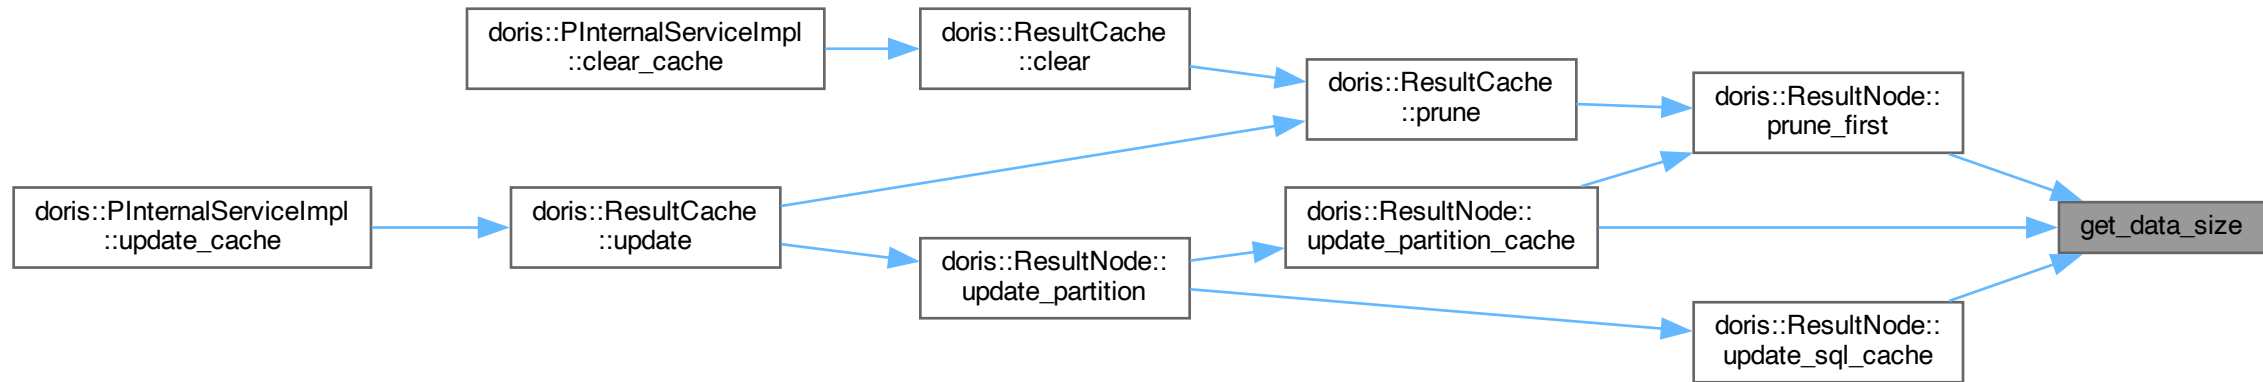 doris::PInternalServiceImpl
::clear_cache
doris::ResultCache
::clear
doris::ResultCache
::prune
doris::ResultNode::
prune_first
doris::PInternalServiceImpl
::update_cache
doris::ResultCache
::update
doris::ResultNode::
update_partition
doris::ResultNode::
update_partition_cache
get_data_size
doris::ResultNode::
update_sql_cache